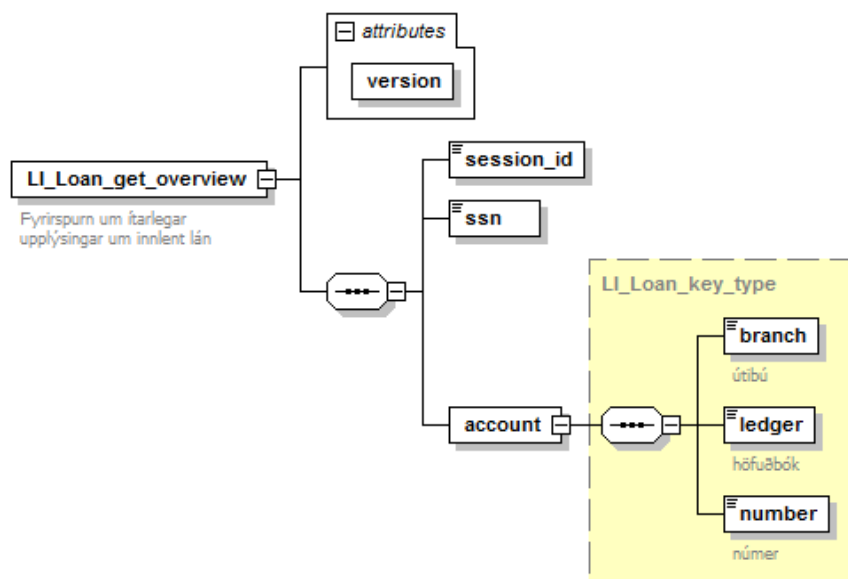 attributes
version
LI_Loan_get_overview
Fyrirspurn um ítarlegar
upplýsingar um innlent lán
session_id
ssn
LI_Loan_key_type
branch
útibú
account
ledger
höfuðbók
number
númer